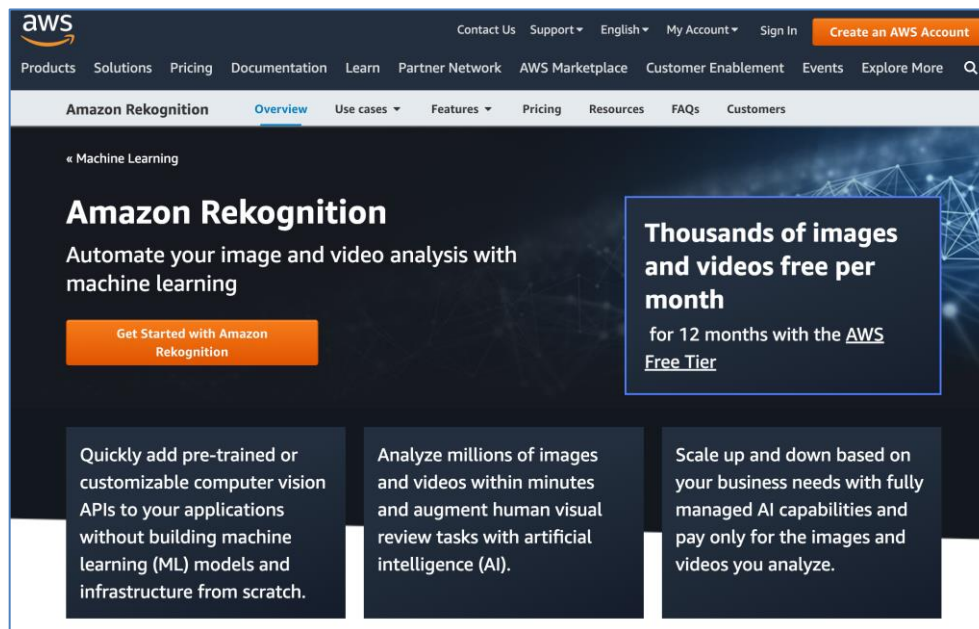 aws
Contact Us Support English My Account Sign In Create an AWS Account
Products Solutions Pricing Documentation Learn Partner Network AWS Marketplace Customer Enablement Events Explore More
Amazon Rekognition Overview Use cases Features Pricing Resources FAQs Customers
« Machine Learning
Amazon Rekognition
Automate your image and video analysis with
machine learning
Get Started with Amazon
Rekognition
Thousands of images
and videos free per
month
for 12 months with the AWS
Free Tier
Quickly add pre-trained or
customizable computer vision
APIs to your applications
without building machine
learning (ML) models and
infrastructure from scratch.
Analyze millions of images
and videos within minutes
and augment human visual
review tasks with artificial
intelligence (AI).
Scale up and down based on
your business needs with fully
managed AI capabilities and
pay only for the images and
videos you analyze.